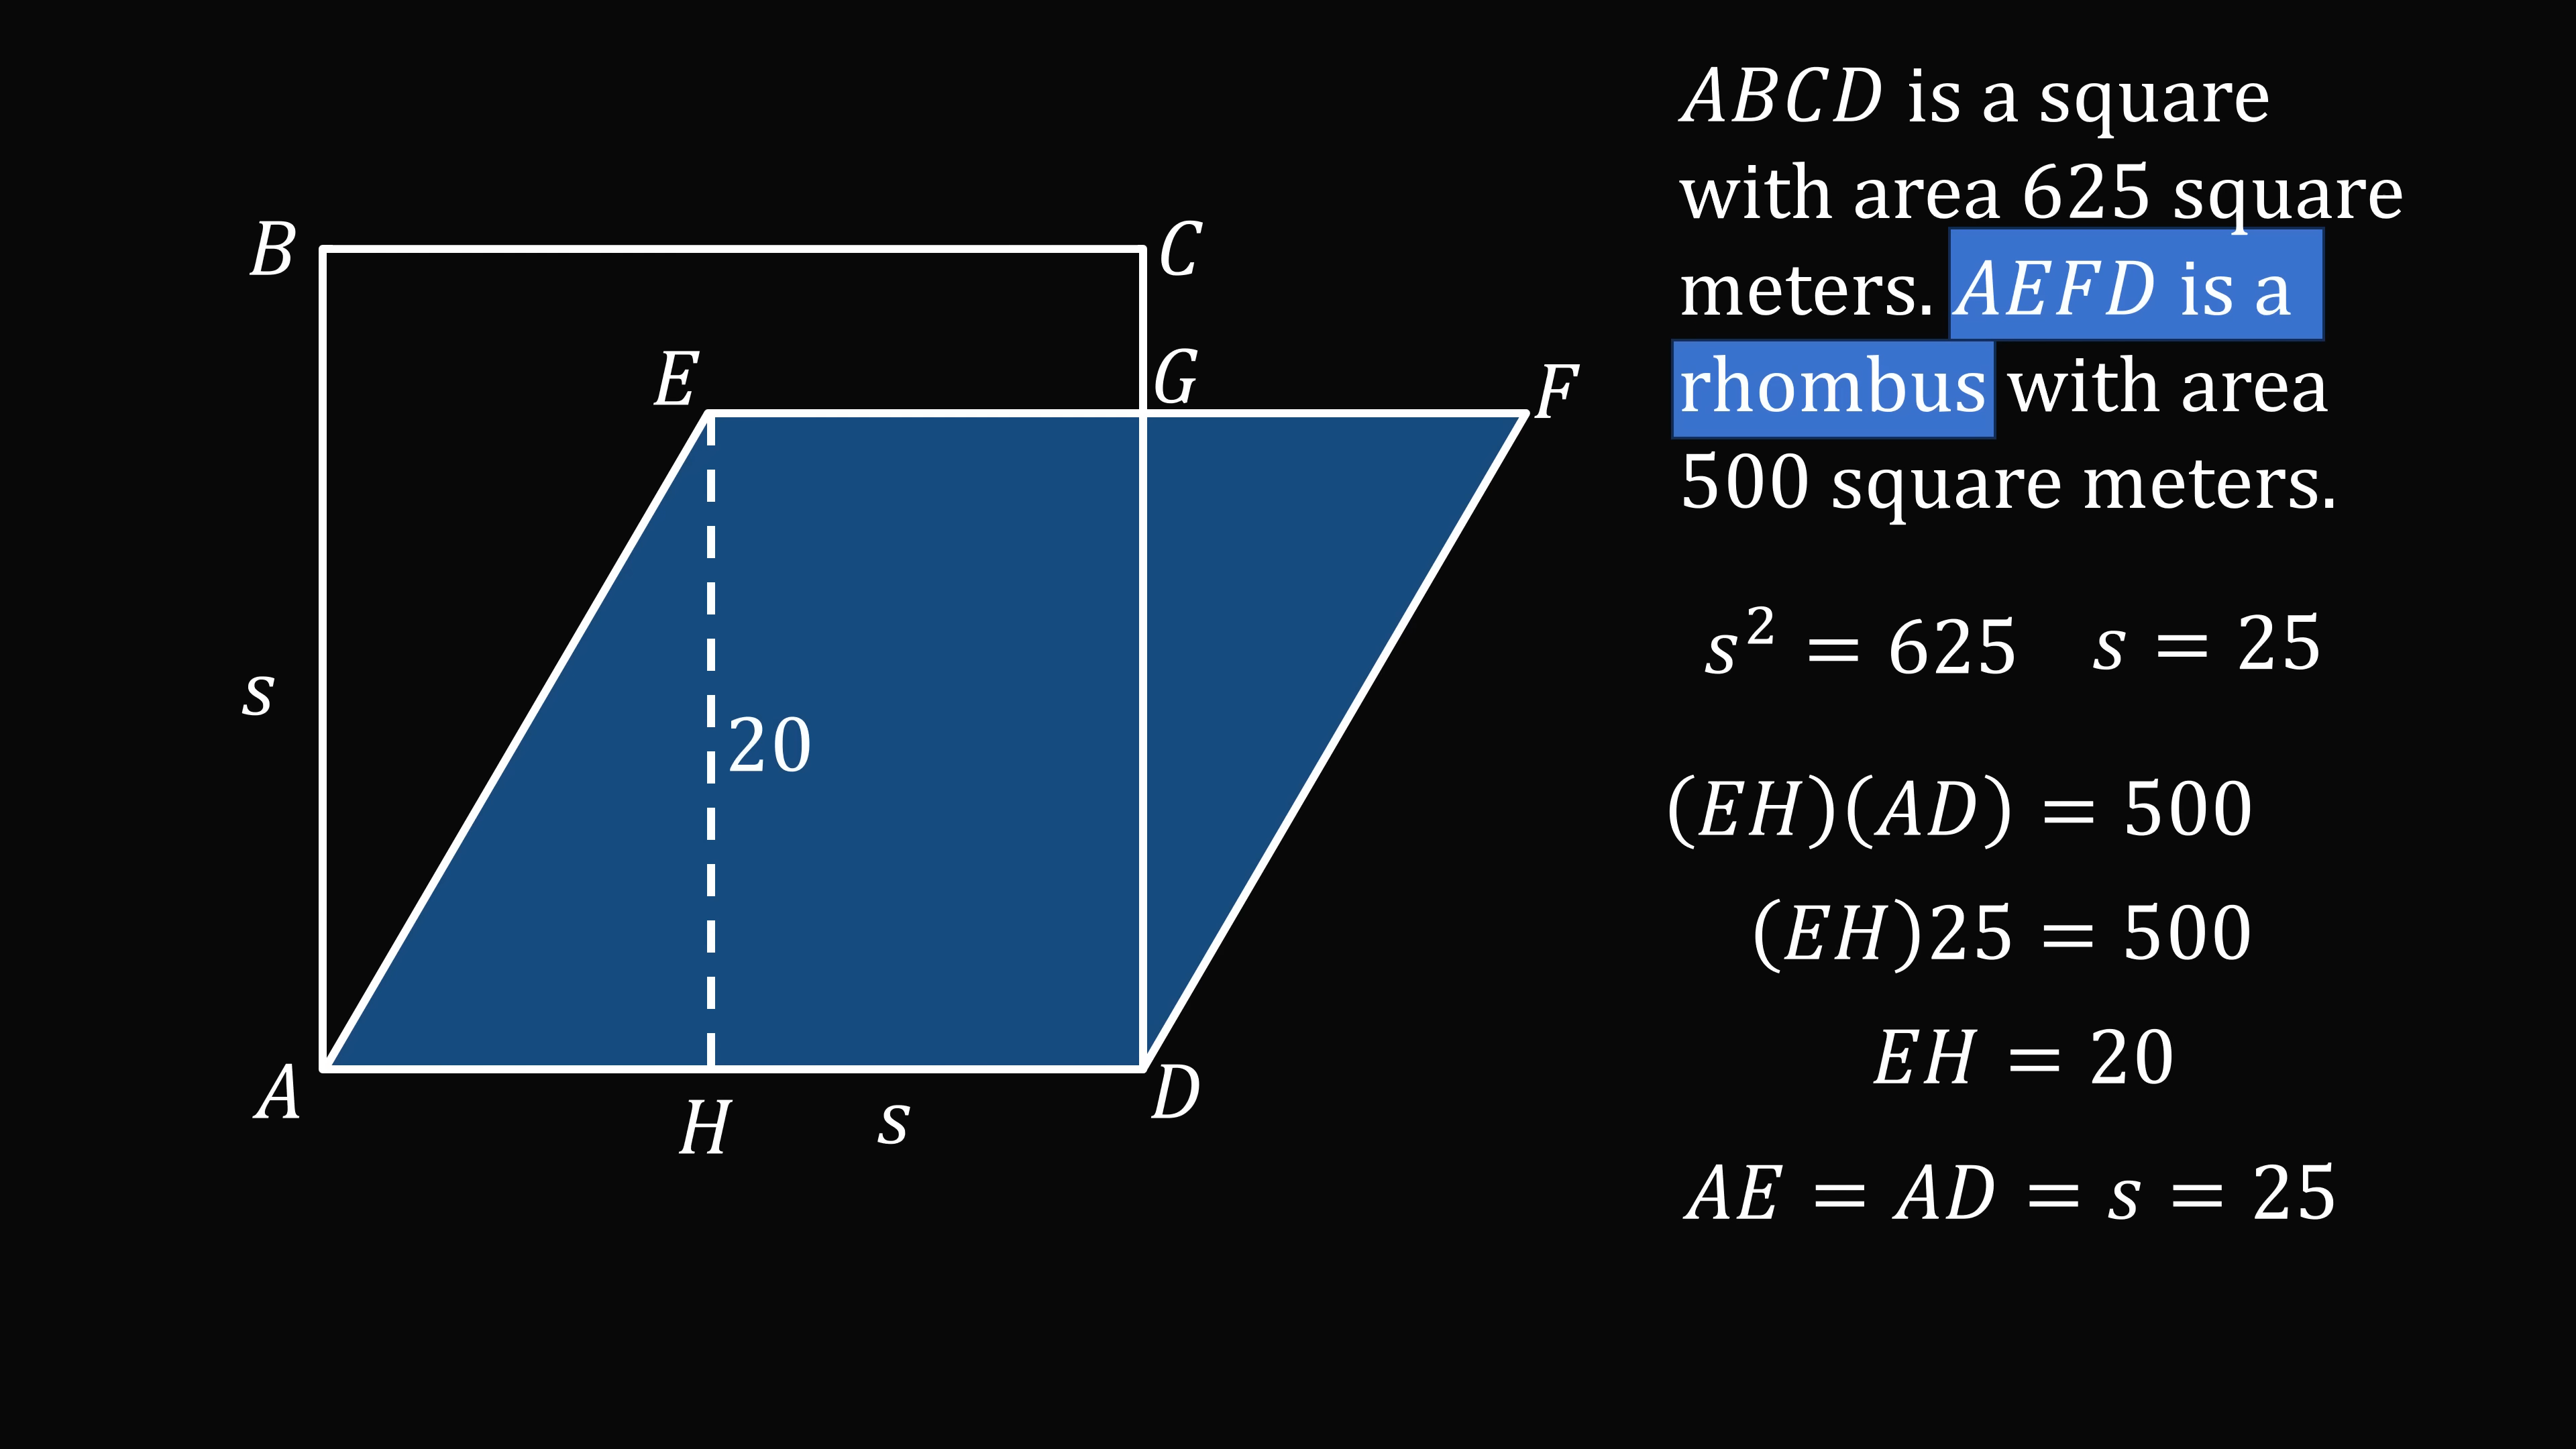 ABCD is a square
with area 625 square
meters. AEFD is a
rhombus with area
500 square meters.
B
C
E
G
F
s² = 625
s = 25
s
20
(EH)(AD) = 500
(EH)25 = 500
EH = 20
A
H
s
D
AE = AD = s = 25